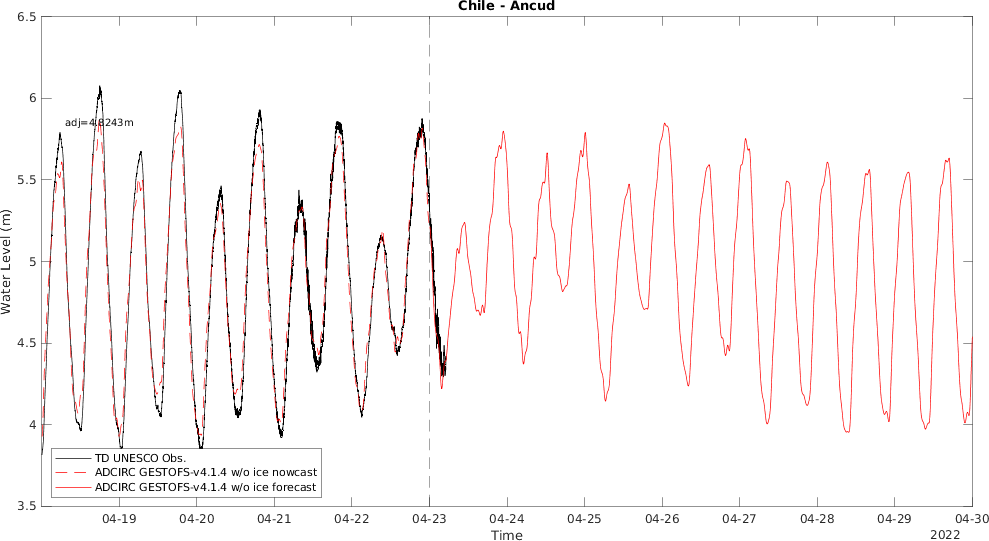 Chile - Ancud
6.5
6
5.5
5
4.5
4
3.5
Water Level (m)
adj=4.9243m
TD UNESCO Obs.
ADCIRC GESTOFS-v4.1.4 w/o ice nowcast
ADCIRC GESTOFS-v4.1.4 w/o ice forecast
04-19 04-20 04-21 04-22 04-23 04-24 04-25 04-26 04-27 04-28 04-29 04-30
Time
2022